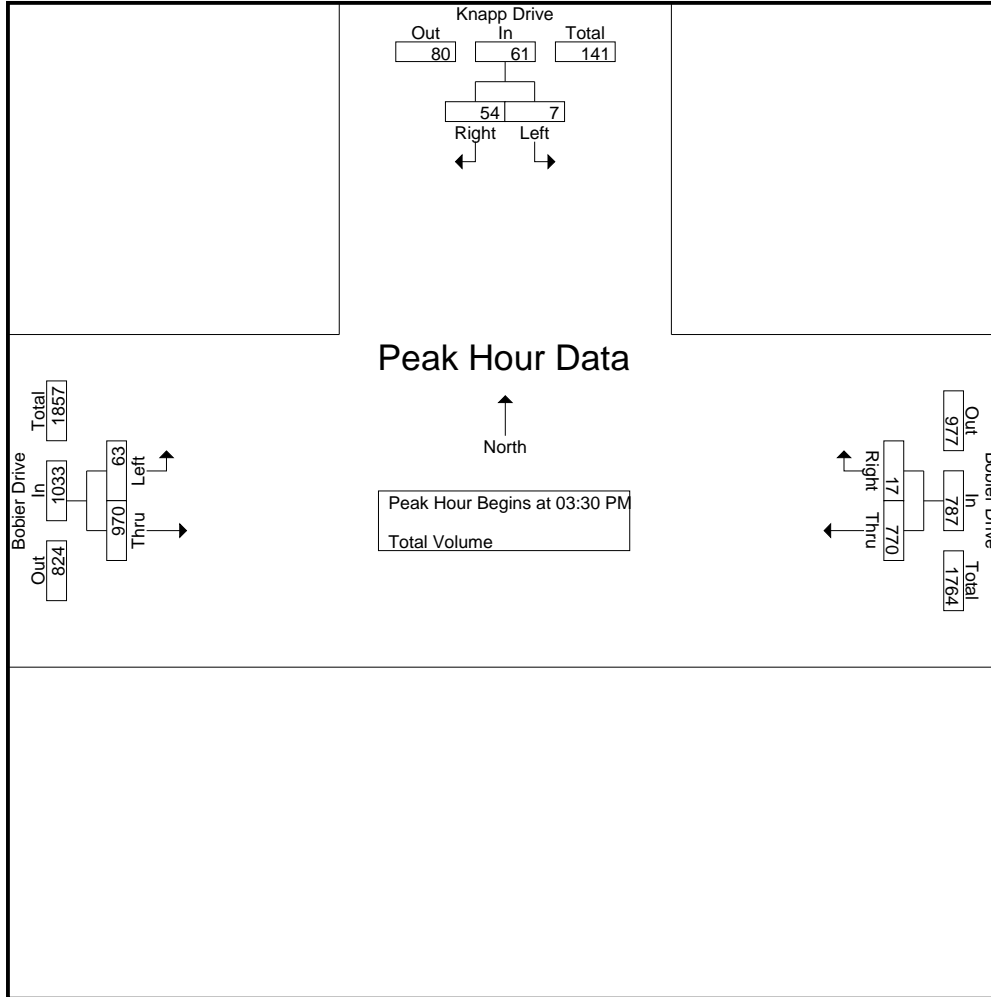 Knapp Drive
Out In Total
80 61 141
54 7
Right Left
Peak Hour Data
North
Peak Hour Begins at 03:30 PM
Total Volume
Bobier Drive
Out In Total
824 1033 1857
63 970
Left Thru
Bobier Drive
Out In Total
977 787 1764
Right Thru
17 770